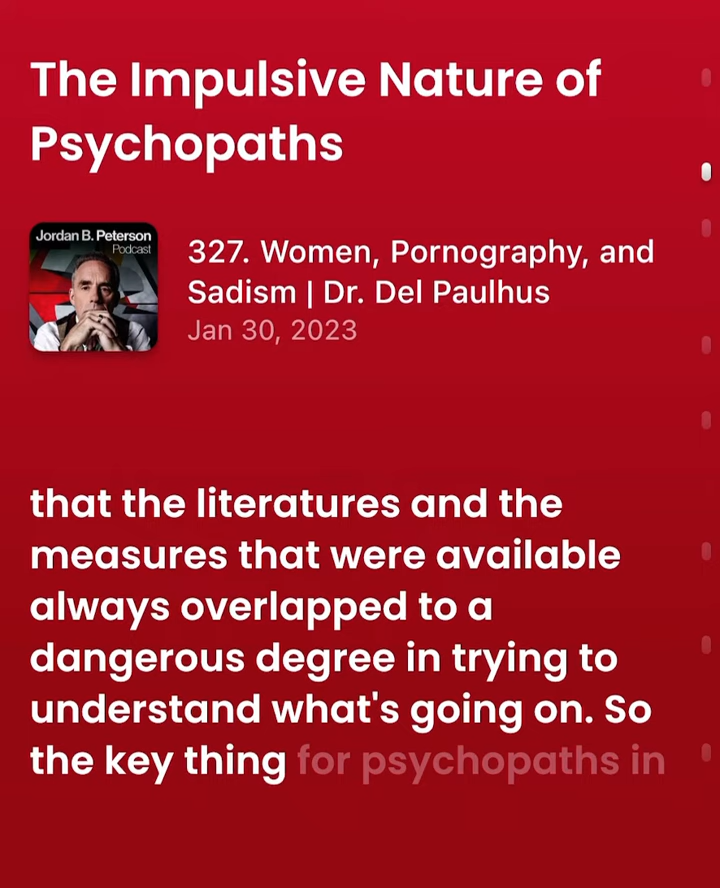 The Impulsive Nature of
Psychopaths
Jordan B. Peterson
Podcast
327. Women, Pornography, and
Sadism | Dr. Del Paulhus
Jan 30, 2023
that the literatures and the
measures that were available
always overlapped to a
dangerous degree in trying to
understand what's going on. So
the key thing for psychopaths in